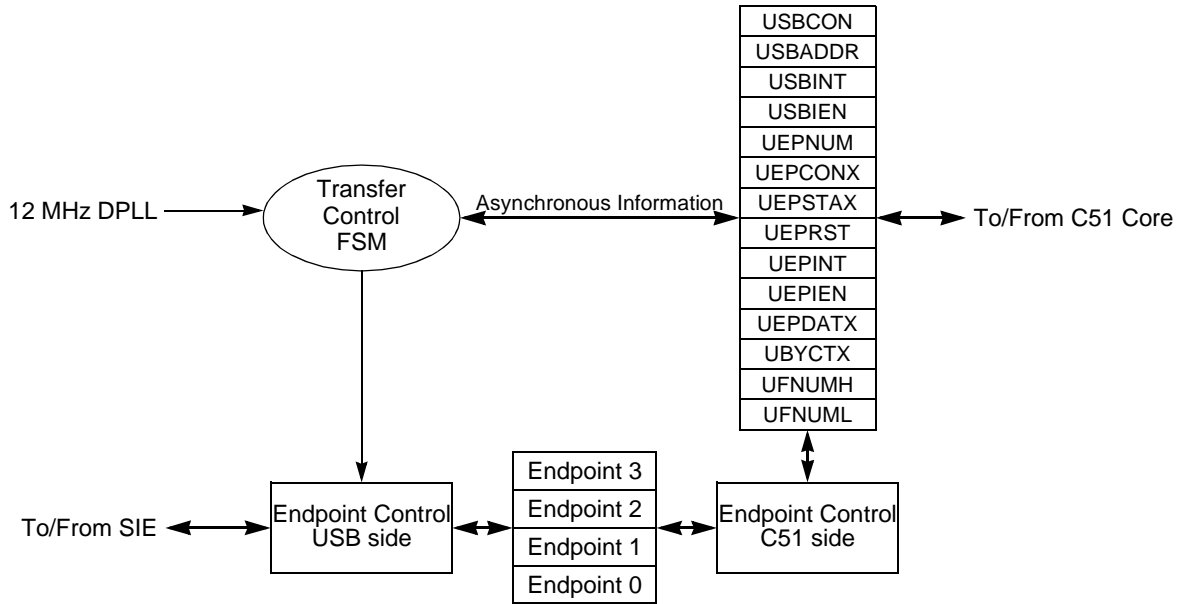 USBCON
USBADDR
USBINT
USBIEN
UEPNUM
UEPCONX
UEPSTAX
UEPRST
UEPINT
UEPIEN
UEPDATX
UBYCTX
UFNUMH
UFNUML
12 MHz DPLL
Transfer
Control
FSM
Asynchronous Information
To/From C51 Core
To/From SIE
Endpoint Control
USB side
Endpoint 3
Endpoint 2
Endpoint 1
Endpoint 0
Endpoint Control
C51 side